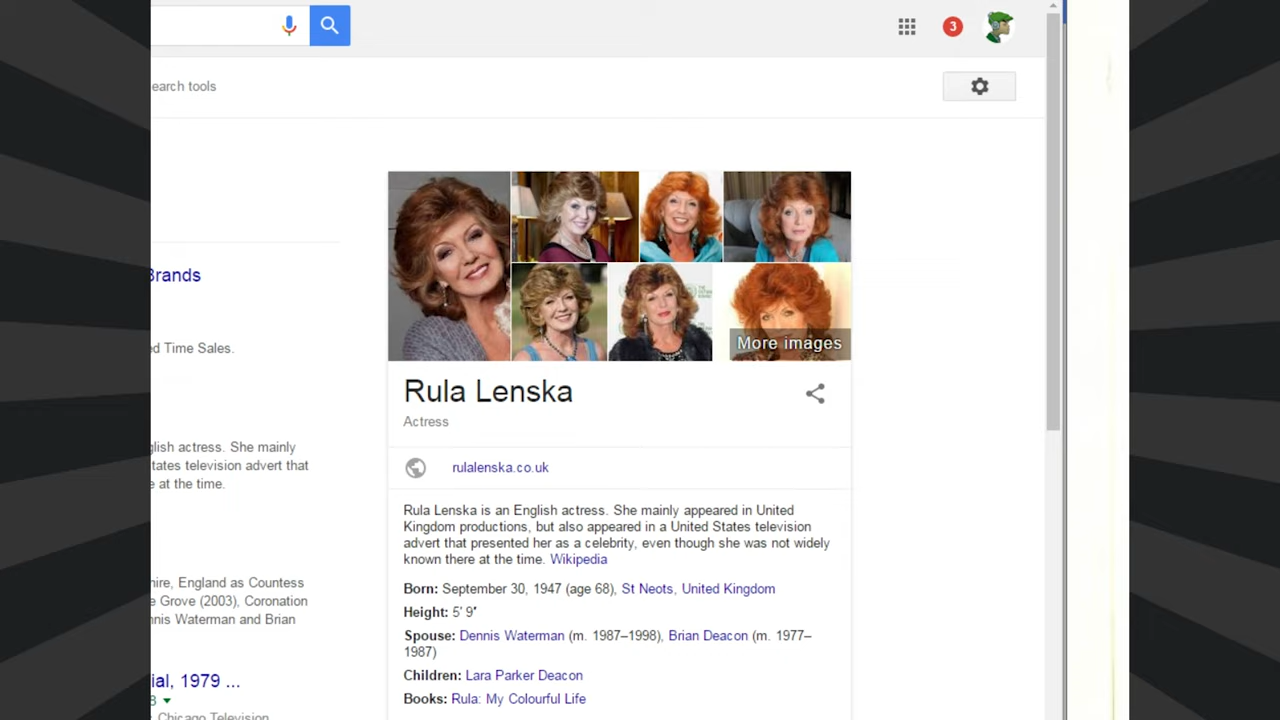 3
earch tools
Brands
ed Time Sales.
glish actress. She mainly
tates television advert that
e at the time.
hire, England as Countess
e Grove (2003), Coronation
nnis Waterman and Brian
ial, 1979 ...
Chicago Television
More images
Rula Lenska
Actress
rulalenska.co.uk
Rula Lenska is an English actress. She mainly appeared in United
Kingdom productions, but also appeared in a United States television
advert that presented her as a celebrity, even though she was not widely
known there at the time. Wikipedia
Born: September 30, 1947 (age 68), St Neots, United Kingdom
Height: 5′ 9″
Spouse: Dennis Waterman (m. 1987–1998), Brian Deacon (m. 1977–
1987)
Children: Lara Parker Deacon
Books: Rula: My Colourful Life